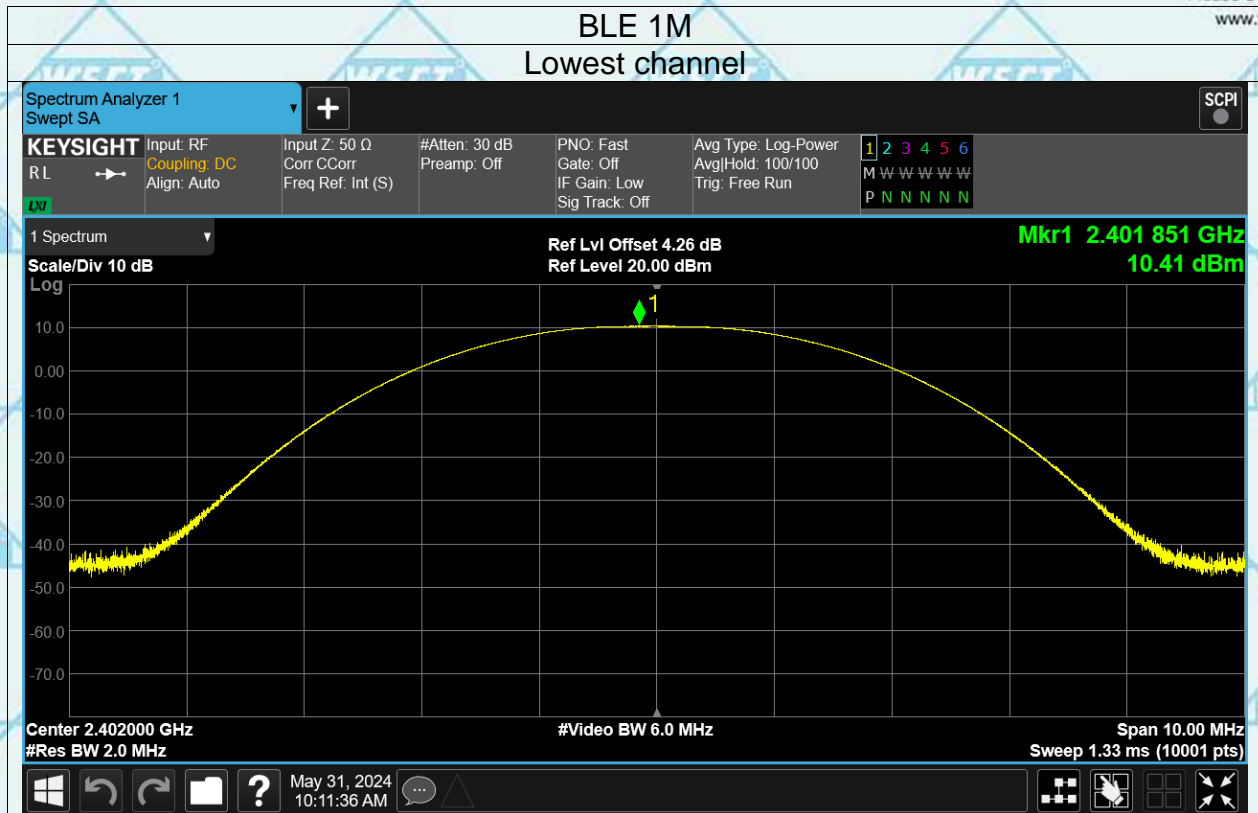 www.
BLE 1M
Lowest channel
Spectrum Analyzer 1
Swept SA
+
SCPI
KEYSIGHT
R L
LXI
Input: RF
Coupling: DC
Align: Auto
Input Z: 50 Ω
Corr CCorr
Freq Ref: Int (S)
#Atten: 30 dB
Preamp: Off
PNO: Fast
Gate: Off
IF Gain: Low
Sig Track: Off
Avg Type: Log-Power
Avg|Hold: 100/100
Trig: Free Run
1 2 3 4 5 6
M W W W W W
P N N N N N
1 Spectrum
Scale/Div 10 dB
Log
Ref Lvl Offset 4.26 dB
Ref Level 20.00 dBm
Mkr1 2.401 851 GHz
10.41 dBm
1
10.0
0.00
-10.0
-20.0
-30.0
-40.0
-50.0
-60.0
-70.0
Center 2.402000 GHz
#Res BW 2.0 MHz
#Video BW 6.0 MHz
Span 10.00 MHz
Sweep 1.33 ms (10001 pts)
?
May 31, 2024
10:11:36 AM